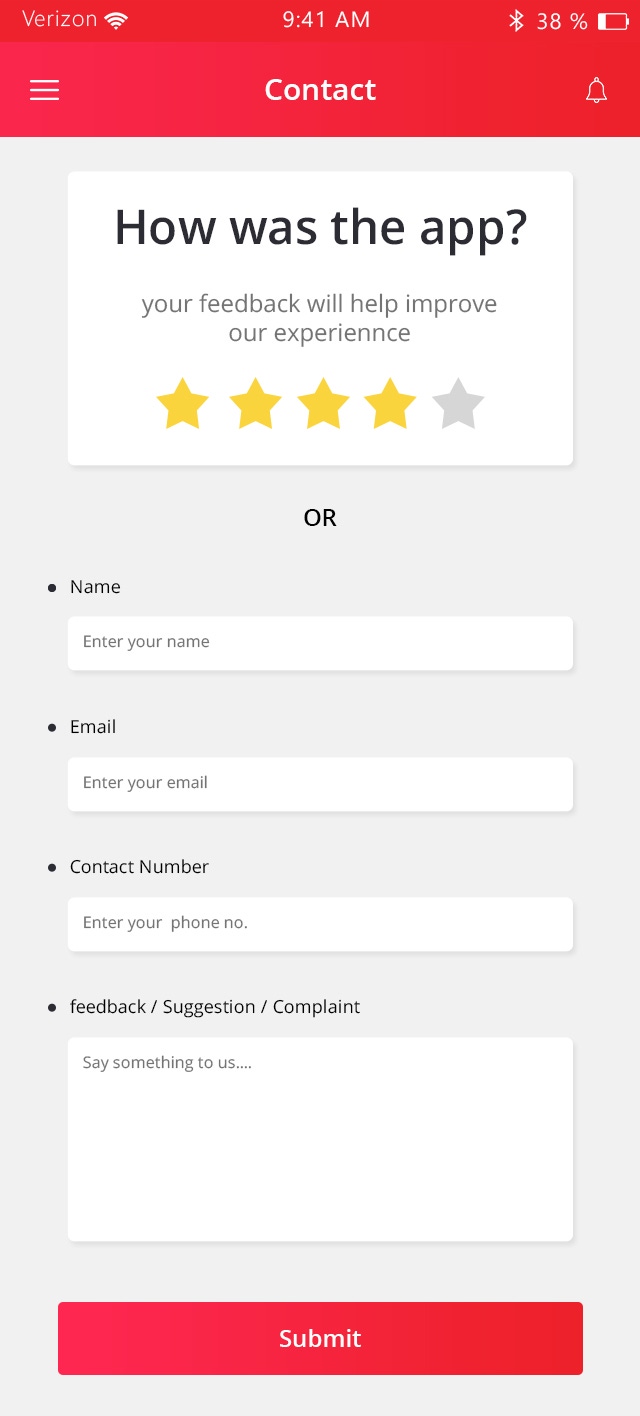 Verizon 9:41 AM 38 %
Contact
How was the app?
your feedback will help improve
our experiennce
OR
Name
Enter your name
Email
Enter your email
Contact Number
Enter your  phone no.
feedback / Suggestion / Complaint
Say something to us....
Submit